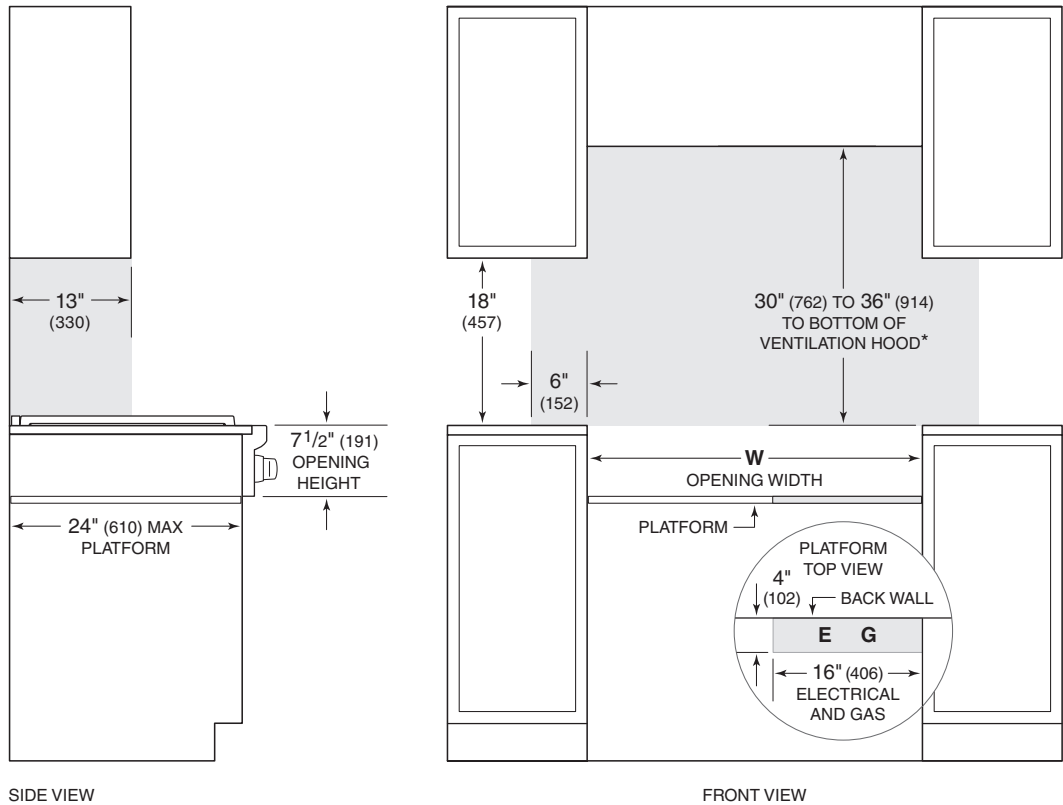 13"
(330)
7 1/2" (191)
OPENING
HEIGHT
24" (610) MAX
PLATFORM
SIDE VIEW
18"
(457)
6"
(152)
30" (762) TO 36" (914)
TO BOTTOM OF
VENTILATION HOOD*
W
OPENING WIDTH
PLATFORM
PLATFORM
TOP VIEW
4"
(102)
BACK WALL
E G
16" (406)
ELECTRICAL
AND GAS
FRONT VIEW